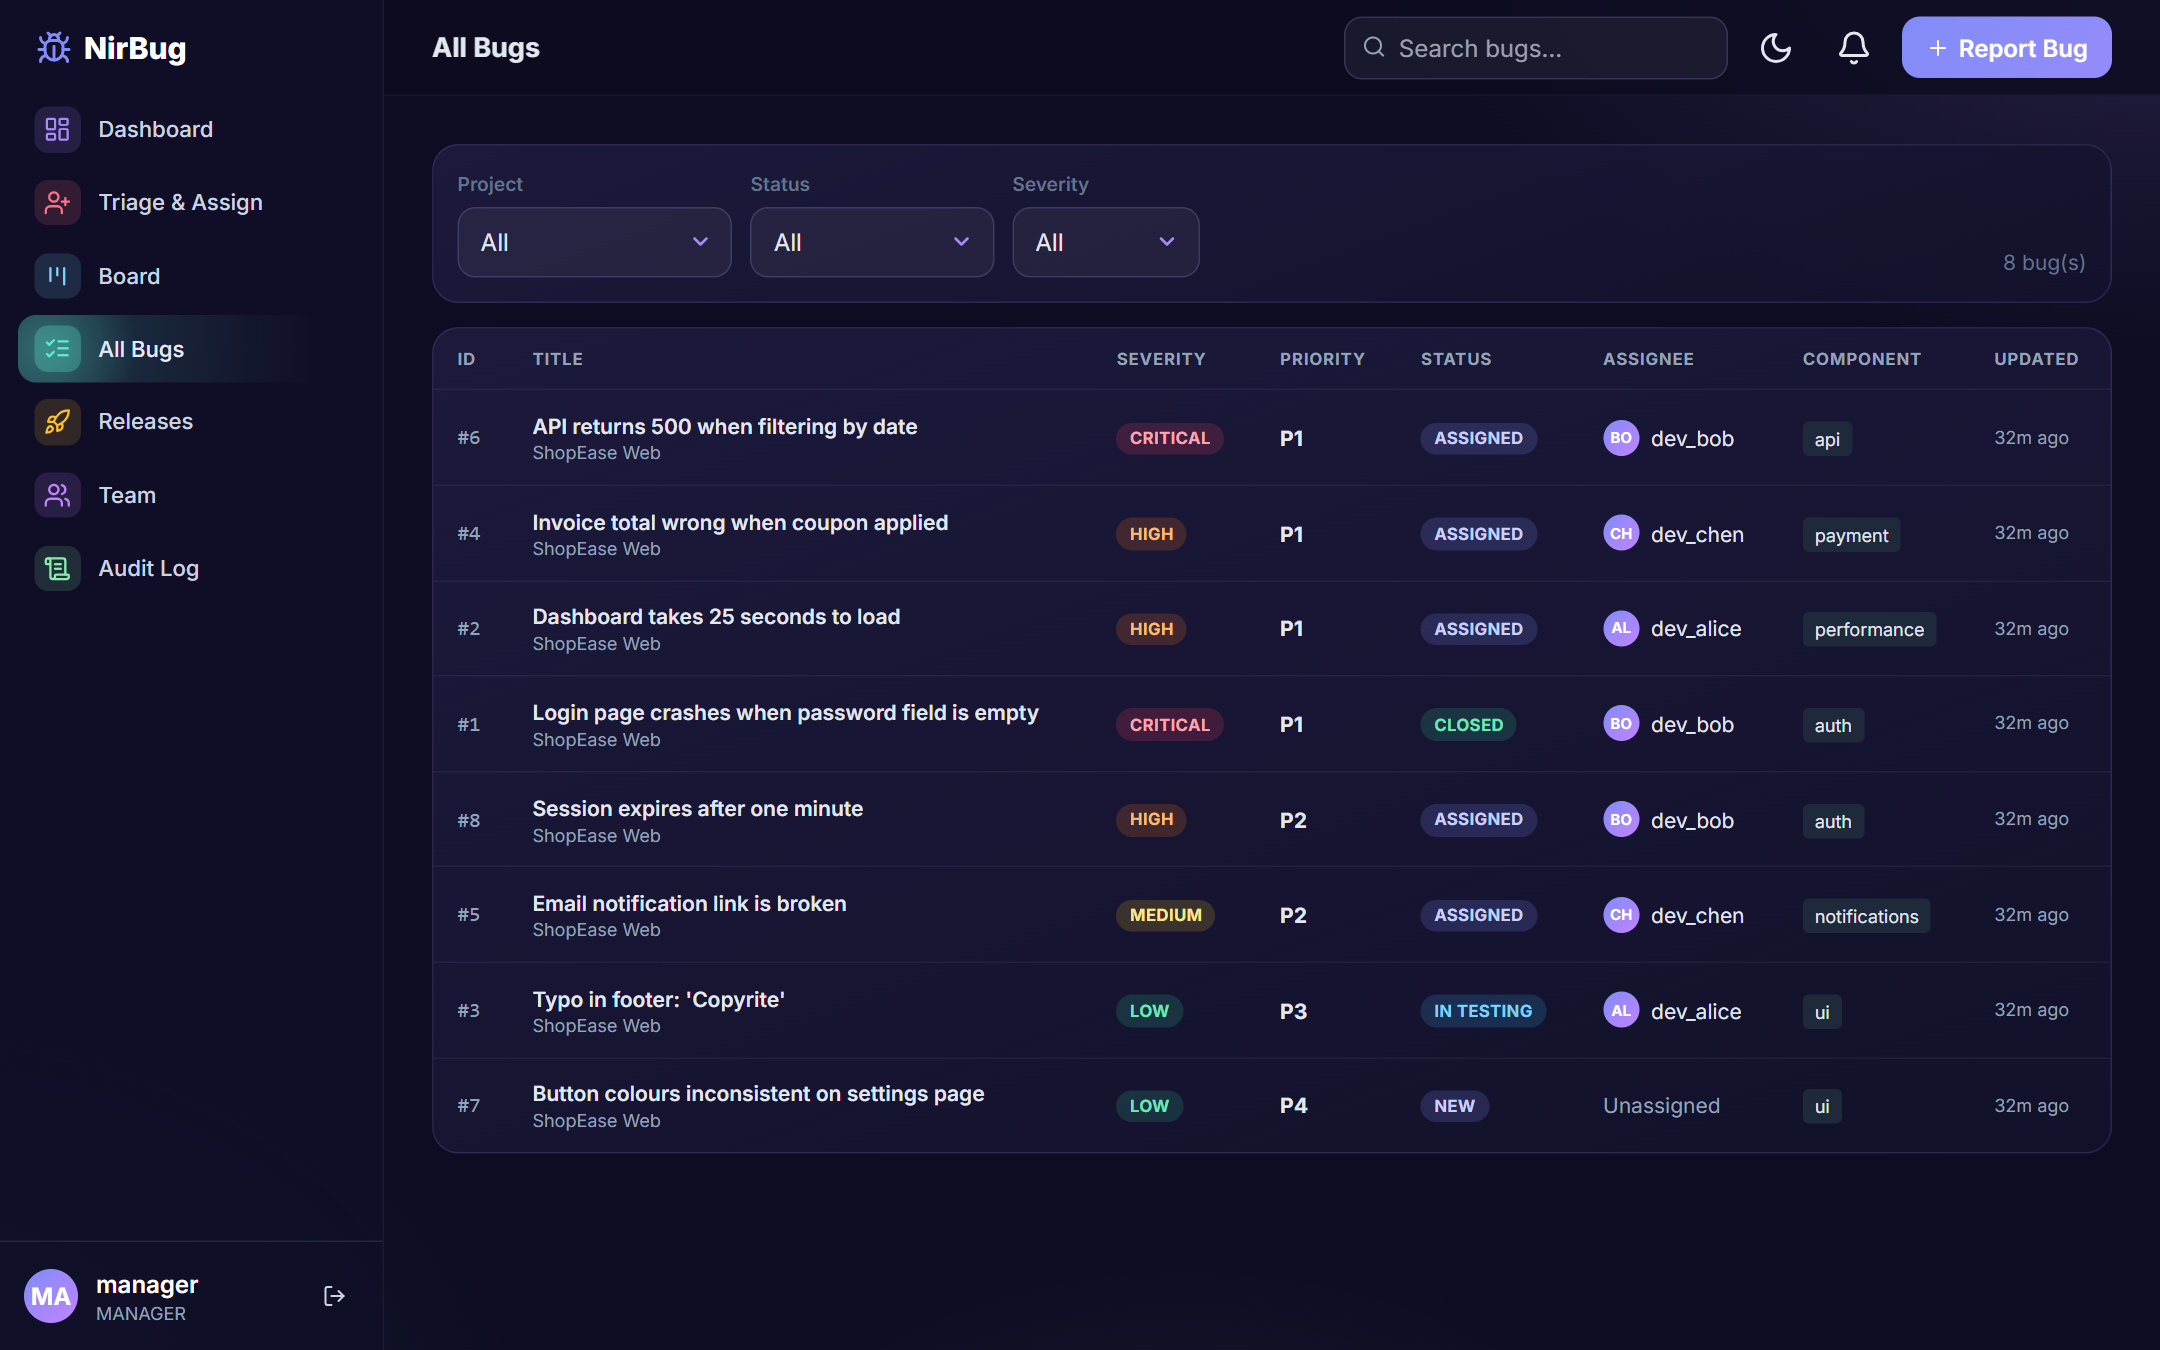 NirBug
All Bugs
Search bugs...
Report Bug
Dashboard
Triage & Assign
Board
All Bugs
Releases
Team
Audit Log
Project
Status
Severity
All
All
All
8 bug(s)
ID TITLE SEVERITY PRIORITY STATUS ASSIGNEE COMPONENT UPDATED
#6 API returns 500 when filtering by date CRITICAL P1 ASSIGNED BO dev_bob api 32m ago
ShopEase Web
#4 Invoice total wrong when coupon applied HIGH P1 ASSIGNED CH dev_chen payment 32m ago
ShopEase Web
#2 Dashboard takes 25 seconds to load HIGH P1 ASSIGNED AL dev_alice performance 32m ago
ShopEase Web
#1 Login page crashes when password field is empty CRITICAL P1 CLOSED BO dev_bob auth 32m ago
ShopEase Web
#8 Session expires after one minute HIGH P2 ASSIGNED BO dev_bob auth 32m ago
ShopEase Web
#5 Email notification link is broken MEDIUM P2 ASSIGNED CH dev_chen notifications 32m ago
ShopEase Web
#3 Typo in footer: 'Copyrite' LOW P3 IN TESTING AL dev_alice ui 32m ago
ShopEase Web
#7 Button colours inconsistent on settings page LOW P4 NEW Unassigned ui 32m ago
ShopEase Web
MA manager
MANAGER